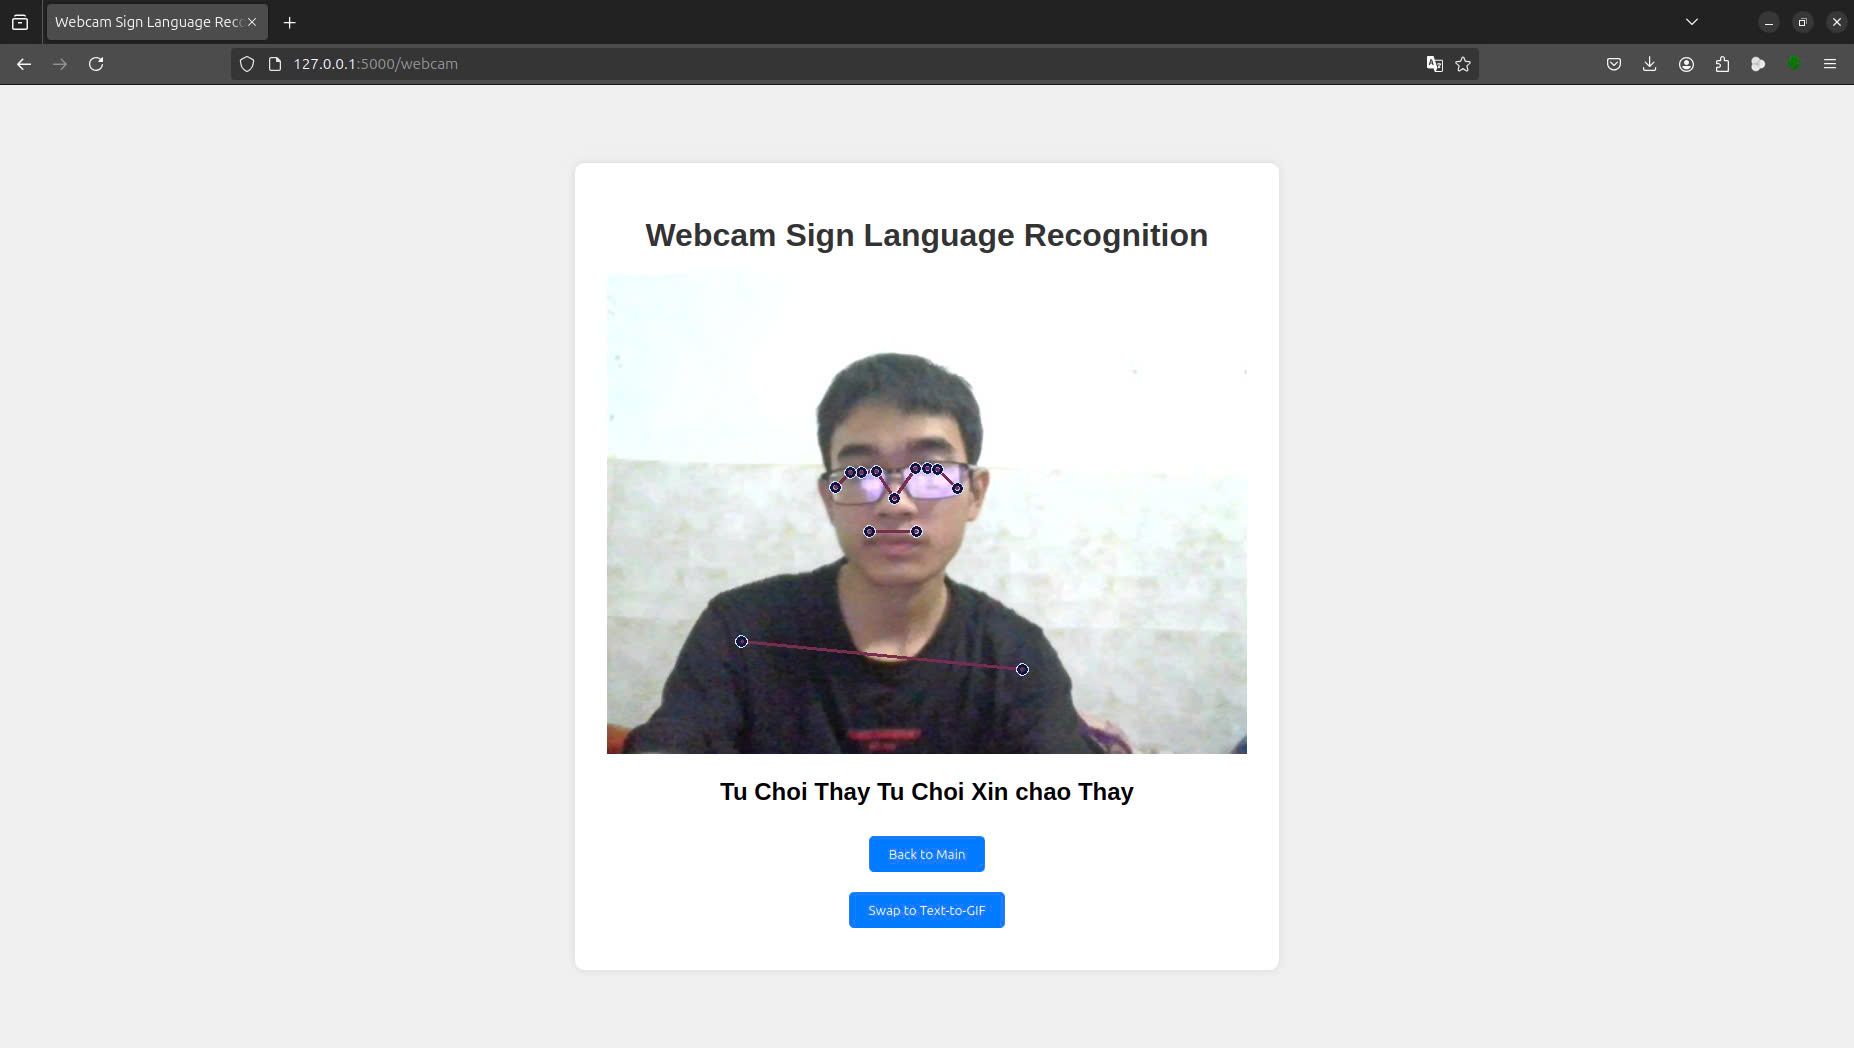 Webcam Sign Language Rec
127.0.0.1:5000/webcam
Webcam Sign Language Recognition
Tu Choi Thay Tu Choi Xin chao Thay
Back to Main
Swap to Text-to-GIF